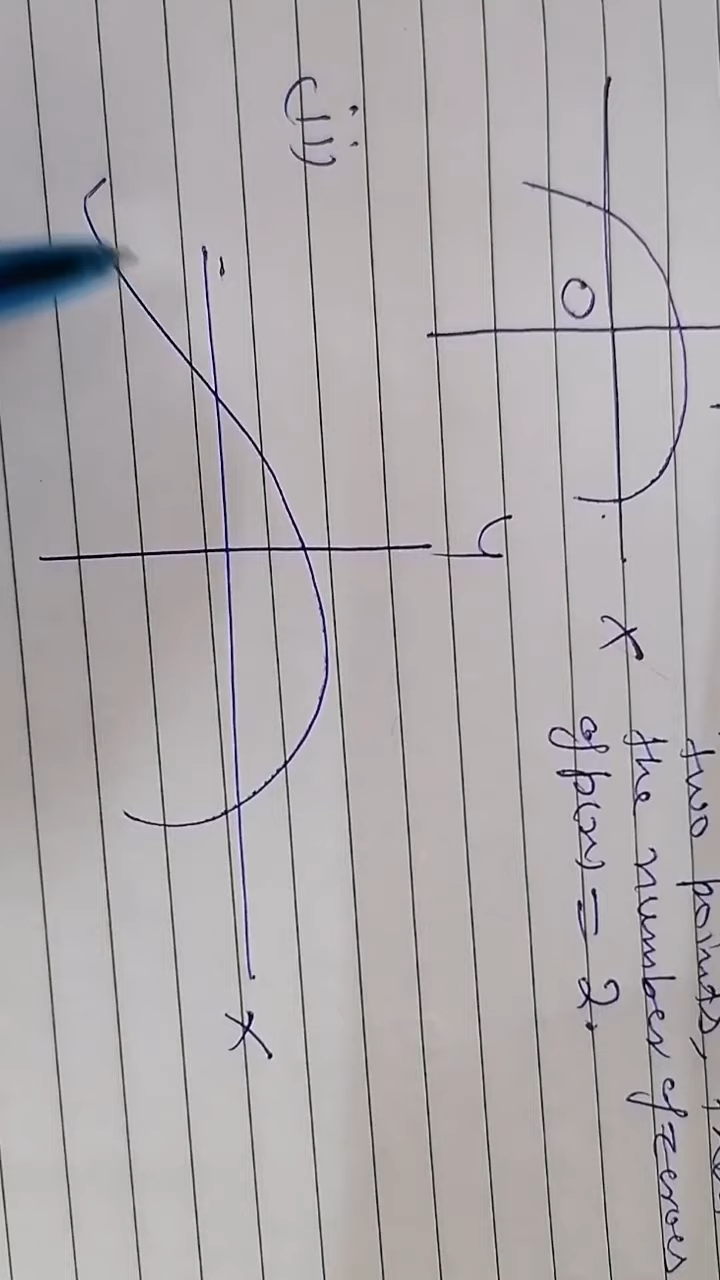 two points,
the number of zeroes
of p(x) = 2.
O
X
ii)
y
X